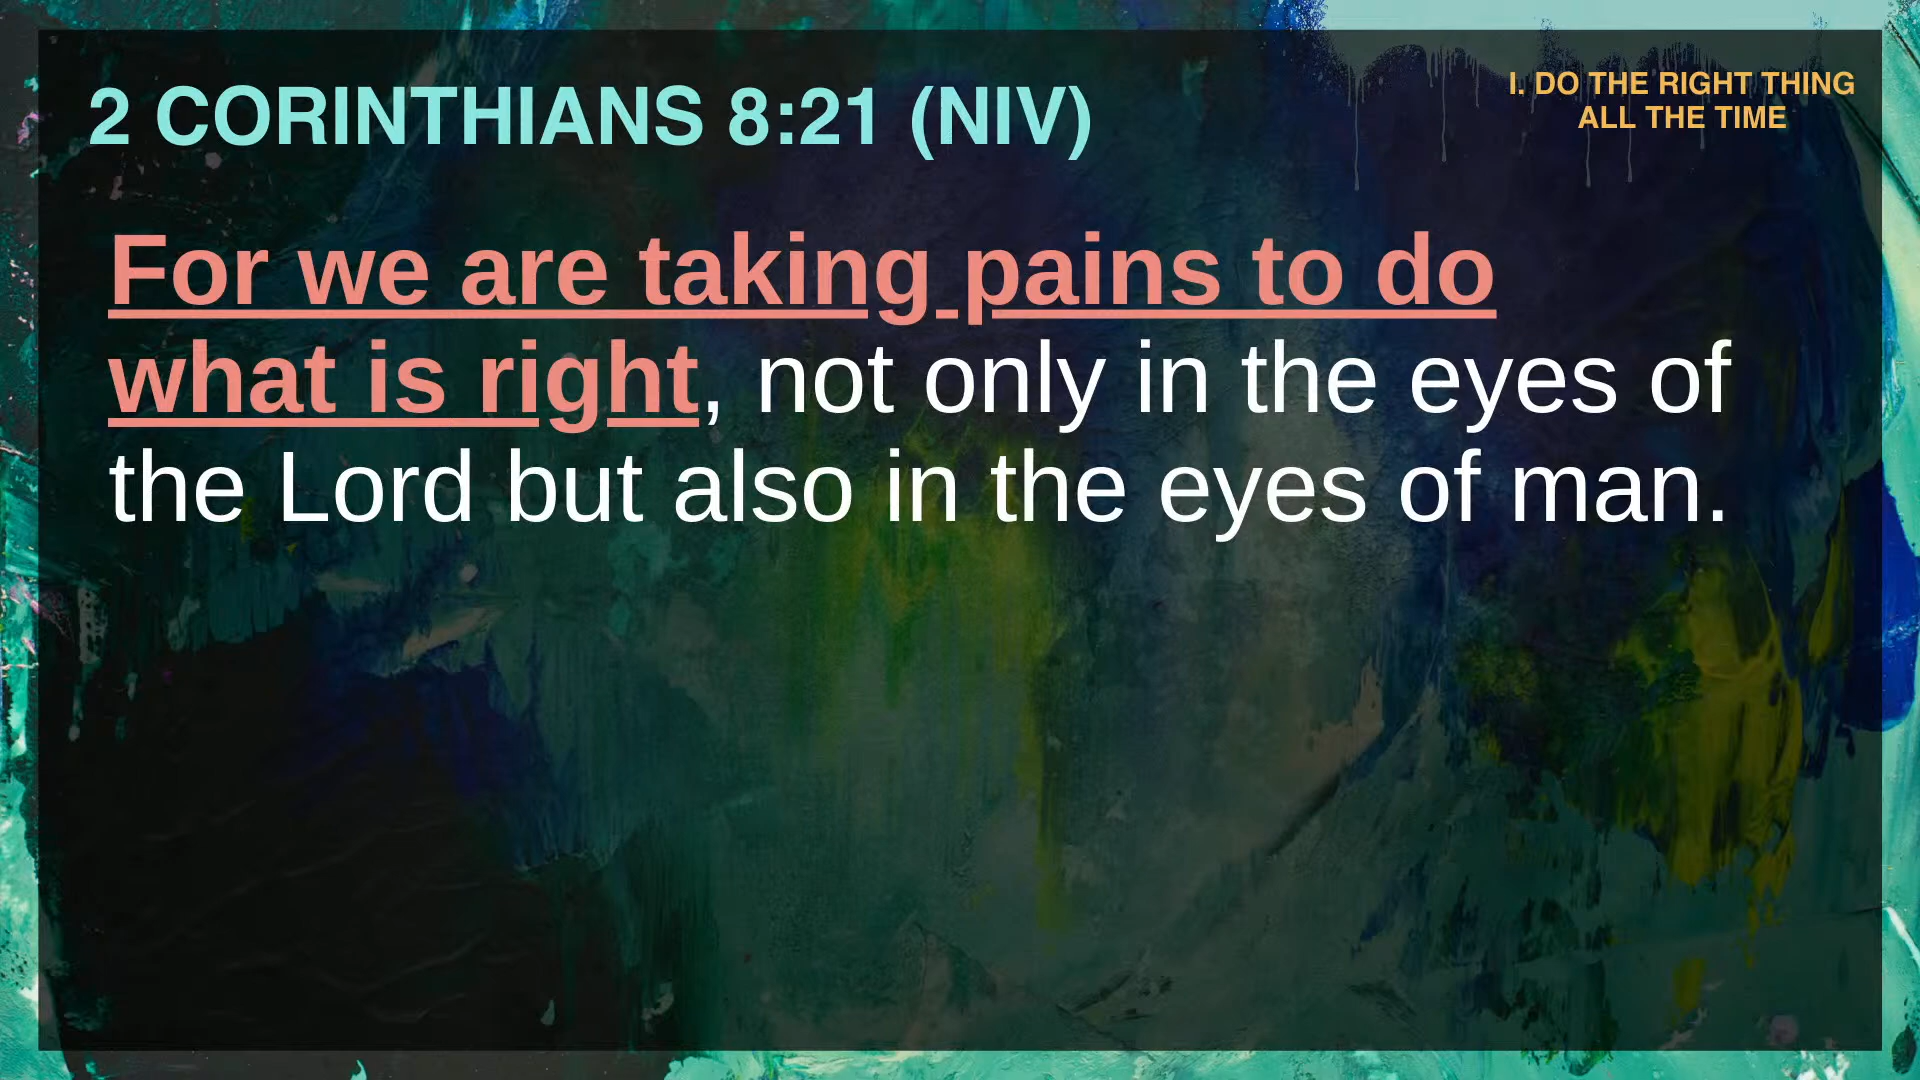 2 CORINTHIANS 8:21 (NIV)
I. DO THE RIGHT THING
ALL THE TIME
For we are taking pains to do
what is right, not only in the eyes of
the Lord but also in the eyes of man.